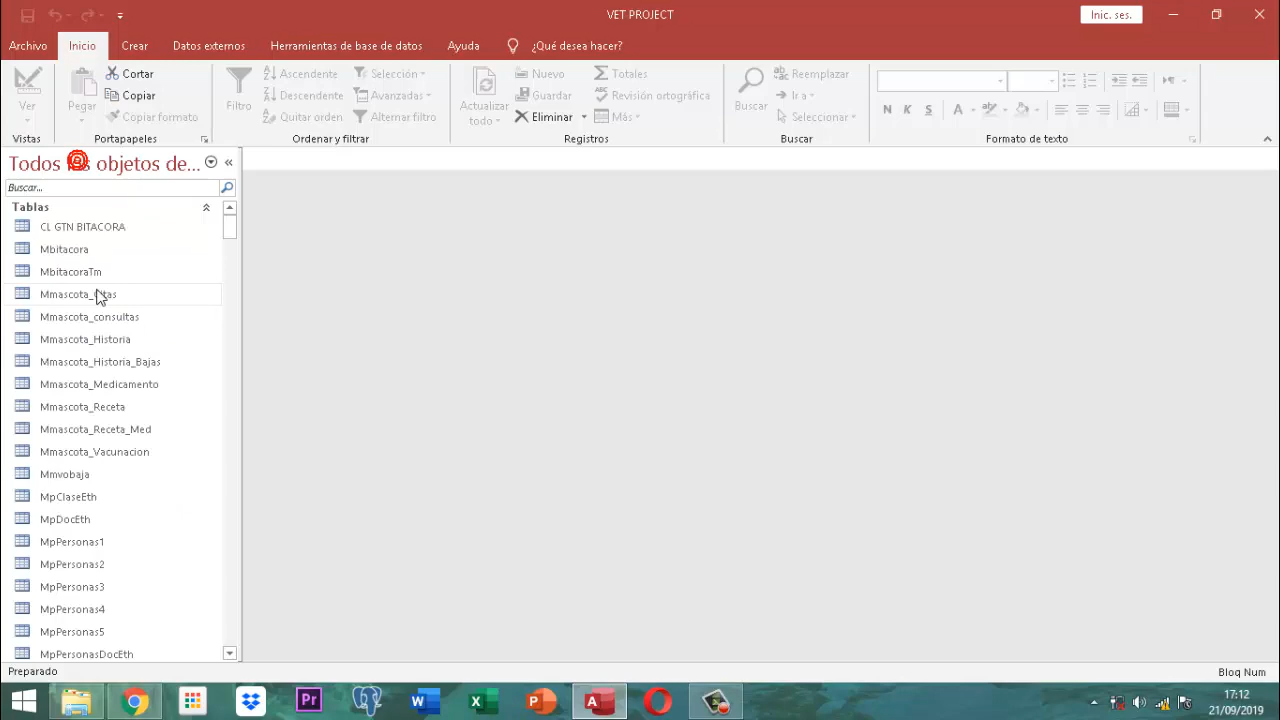 VET PROJECT
Inic. ses.
Archivo
Inicio
Crear
Datos externos
Herramientas de base de datos
Ayuda
¿Qué desea hacer?
Ver
Vistas
Pegar
Cortar
Copiar
Copiar formato
Portapapeles
Filtro
Ascendente
Descendente
Quitar orden
Selección
Avanzadas
Alternar filtro
Ordenar y filtrar
Actualizar
todo
Nuevo
Guardar
Eliminar
Totales
Revisión ortográfica
Más
Registros
Buscar
Reemplazar
Ir a
Seleccionar
Buscar
N K S
A
Formato de texto
Todos los objetos de...
Buscar...
Tablas
CL GTN BITACORA
Mbitacora
MbitacoraTm
Mmascota_Citas
Mmascota_consultas
Mmascota_Historia
Mmascota_Historia_Bajas
Mmascota_Medicamento
Mmascota_Receta
Mmascota_Receta_Med
Mmascota_Vacunacion
Mmvobaja
MpClaseEth
MpDocEth
MpPersonas1
MpPersonas2
MpPersonas3
MpPersonas4
MpPersonas5
MpPersonasDocEth
Preparado
Bloq Num
17:12
21/09/2019